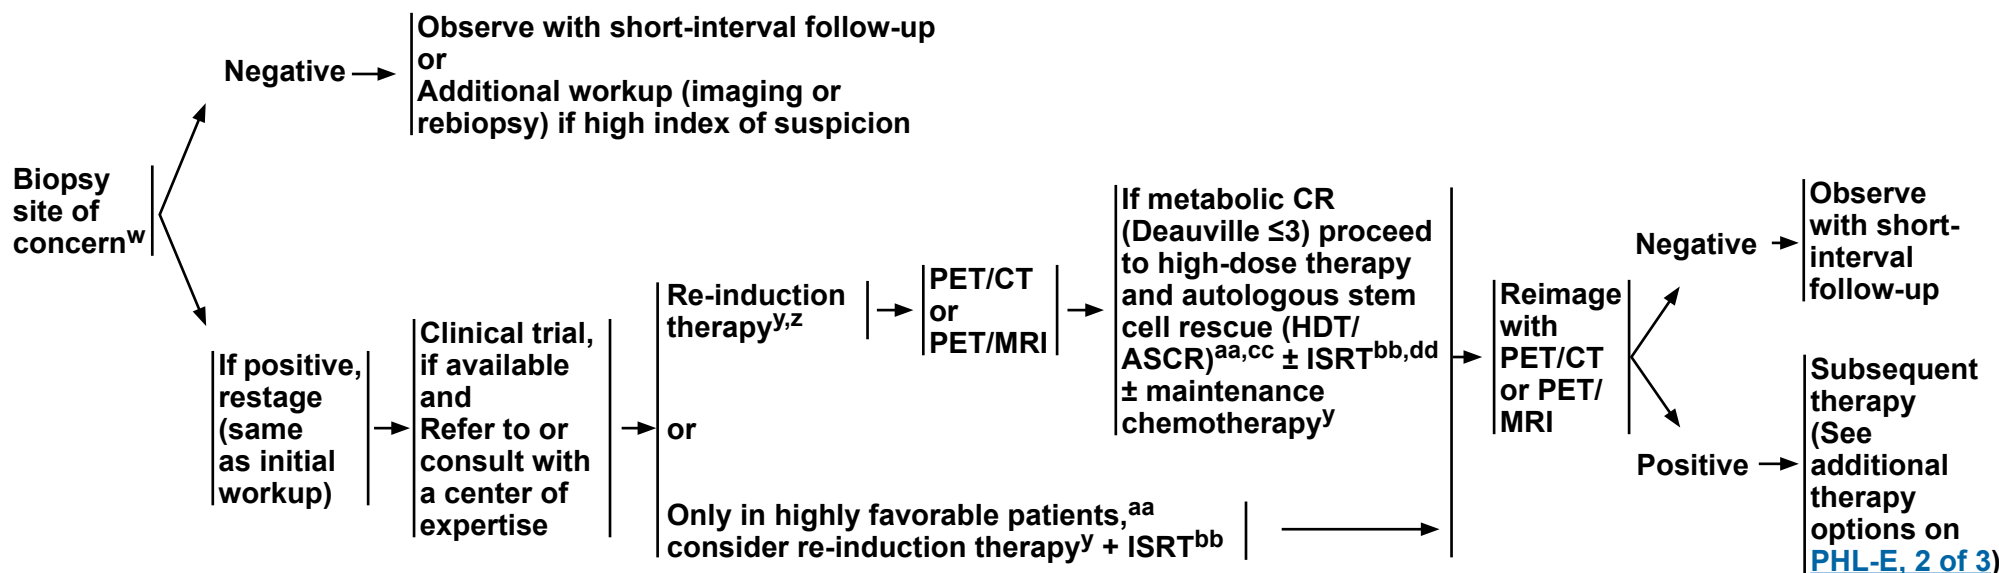 Observe with short-interval follow-up
or
Additional workup (imaging or
rebiopsy) if high index of suspicion
Negative
Biopsy
site of
concernw
If positive,
restage
(same
as initial
workup)
Clinical trial,
if available
and
Refer to or
consult with
a center of
expertise
Re-induction
therapyy,z
or
Only in highly favorable patients,aa
consider re-induction therapyy + ISRTbb
PET/CT
or
PET/MRI
If metabolic CR
(Deauville ≤3) proceed
to high-dose therapy
and autologous stem
cell rescue (HDT/
ASCR)aa,cc ± ISRTbb,dd
± maintenance
chemotherapyy
Reimage
with
PET/CT
or PET/
MRI
Negative
Observe
with short-
interval
follow-up
Positive
Subsequent
therapy
(See
additional
therapy
options on
PHL-E, 2 of 3)